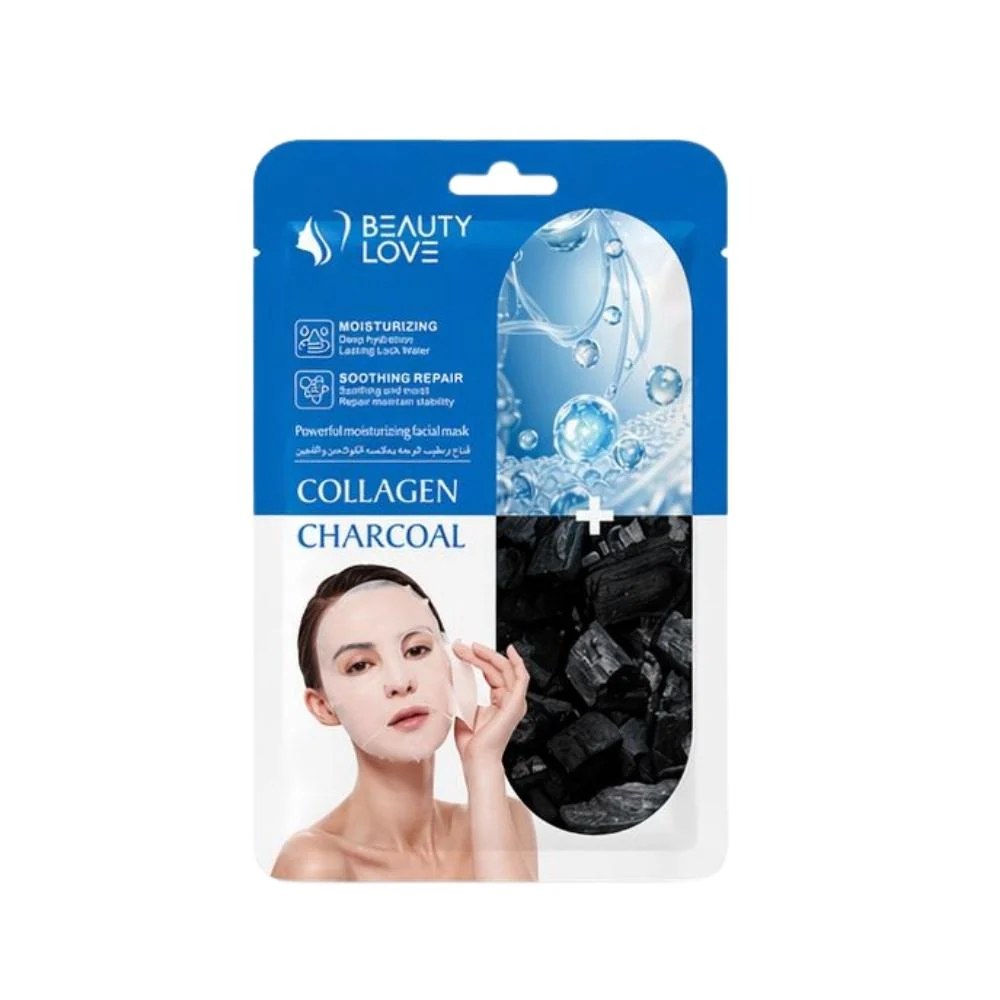 BEAUTY
LOVE
MOISTURIZING
Deep hydration
Lasting Lock Water
SOOTHING REPAIR
Soothing and moist
Repair maintain stability
Powerful moisturizing facial mask
COLLAGEN
CHARCOAL